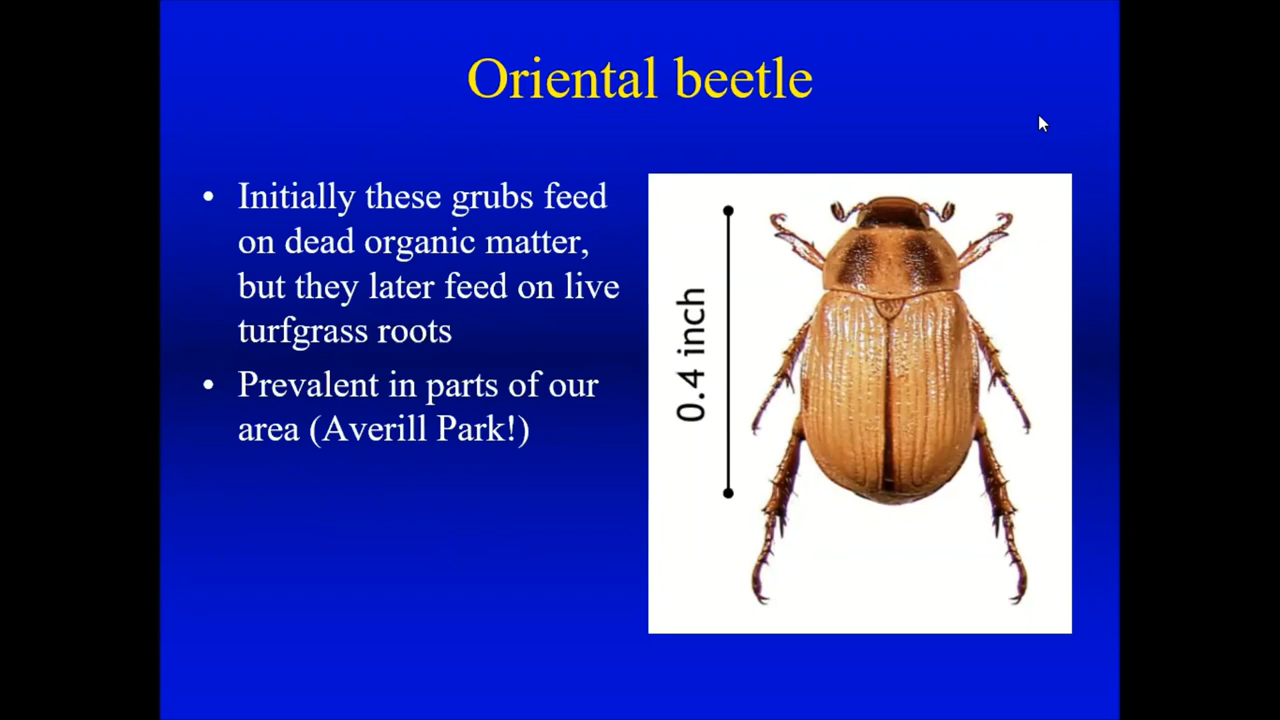 Oriental beetle
• Initially these grubs feed
on dead organic matter,
but they later feed on live
turfgrass roots
• Prevalent in parts of our
area (Averill Park!)
0.4 inch